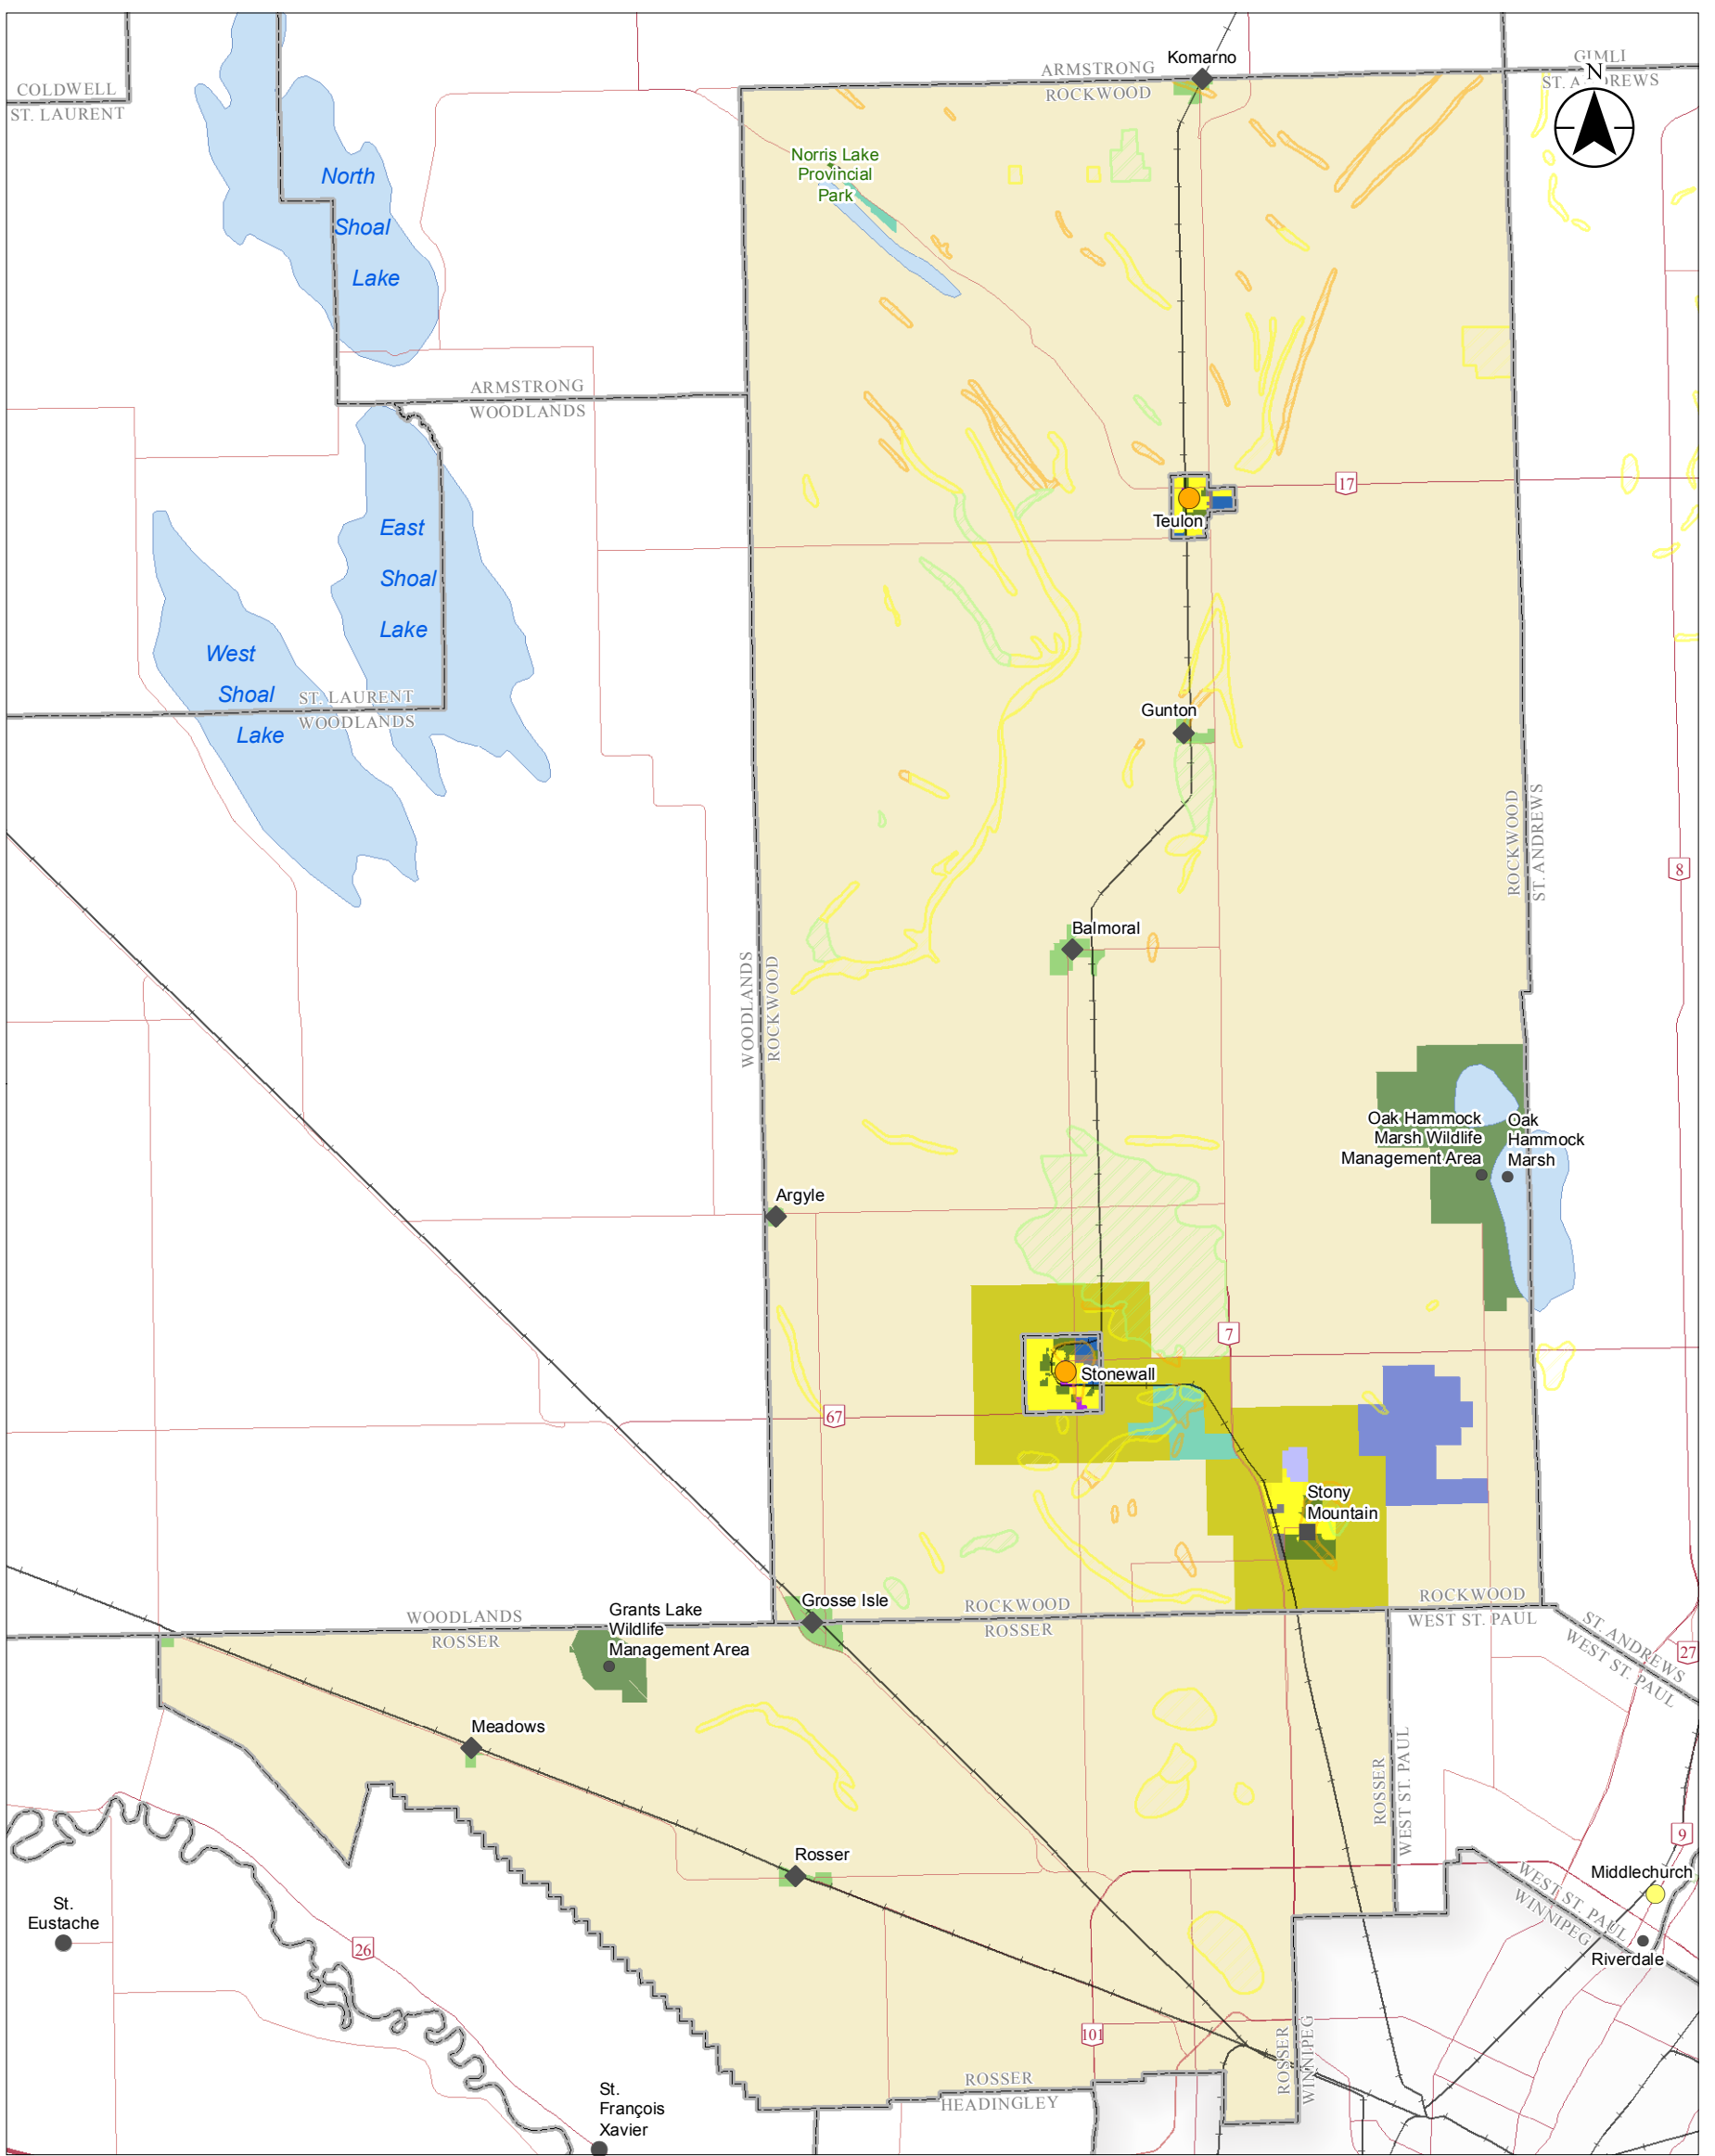 Komarno
ARMSTRONG
ROCKWOOD
GIMLI
N
COLDWELL
ST. LAURENT
Norris Lake
Provincial
Park
North
Shoal
Lake
ARMSTRONG
WOODLANDS
17
Teulon
East
Shoal
Lake
West
Shoal
Lake
ST. LAURENT
WOODLANDS
Gunton
ROCKWOOD
ST. ANDREWS
8
Balmoral
WOODLANDS
ROCKWOOD
Oak Hammock
Marsh Wildlife
Management Area
Oak
Hammock
Marsh
Argyle
7
Stonewall
67
Stony
Mountain
Grosse Isle
ROCKWOOD
ROSSER
ROCKWOOD
WEST ST. PAUL
WOODLANDS
ROSSER
Grants Lake
Wildlife
Management Area
ST. ANDREWS
WEST ST. PAUL
27
Meadows
ROSSER
WEST ST. PAUL
9
Rosser
Middlechurch
WEST ST. PAUL
WINNIPEG
Riverdale
St.
Eustache
26
101
ROSSER
WINNIPEG
ROSSER
HEADINGLEY
St.
François
Xavier